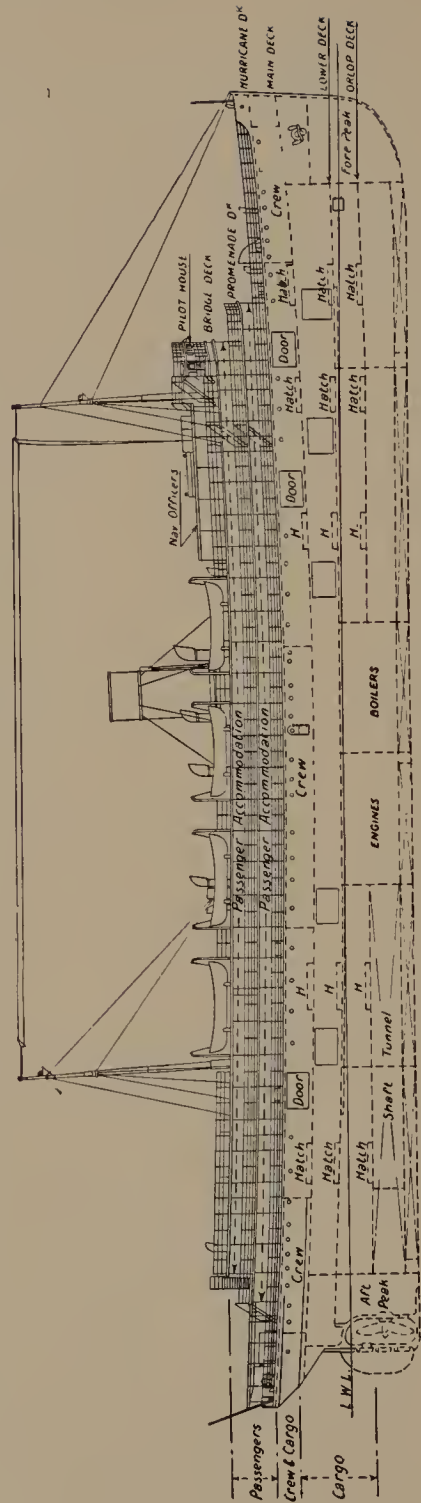 PILOT HOUSE
BRIDGE DECK
PROMENADE Dᴷ
HURRICANE Dᴷ
MAIN DECK
LOWER DECK
ORLOP DECK
Nav Officers
Passenger Accommodation
Passenger Accommodation
Passengers
Crew & Cargo
Cargo
Crew
Door
Crew
Door
Door
Crew
Hatch
H
H
Hatch
Hatch
Hatch
H
H
Hatch
Hatch
L.W.L.
Hatch
H
H
Hatch
Hatch
Fore Peak
Aft
Peak
Shaft Tunnel
ENGINES
BOILERS